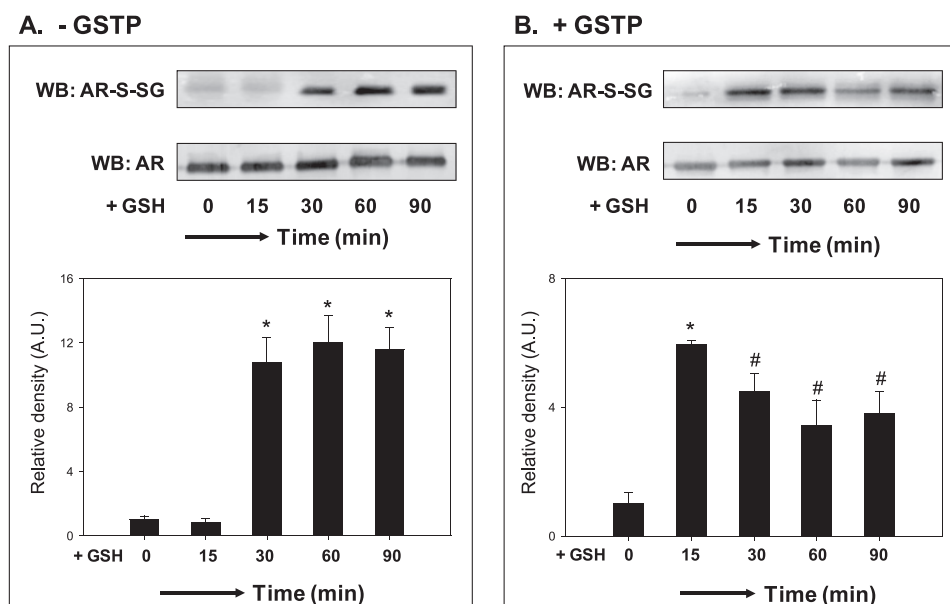 A. - GSTP
WB: AR-S-SG
WB: AR
+ GSH 0 15 30 60 90
Time (min)
Relative density (A.U.)
16
12
8
4
0
* * *
+ GSH 0 15 30 60 90
Time (min)
B. + GSTP
WB: AR-S-SG
WB: AR
+ GSH 0 15 30 60 90
Time (min)
Relative density (A.U.)
8
4
0
* # # #
+ GSH 0 15 30 60 90
Time (min)